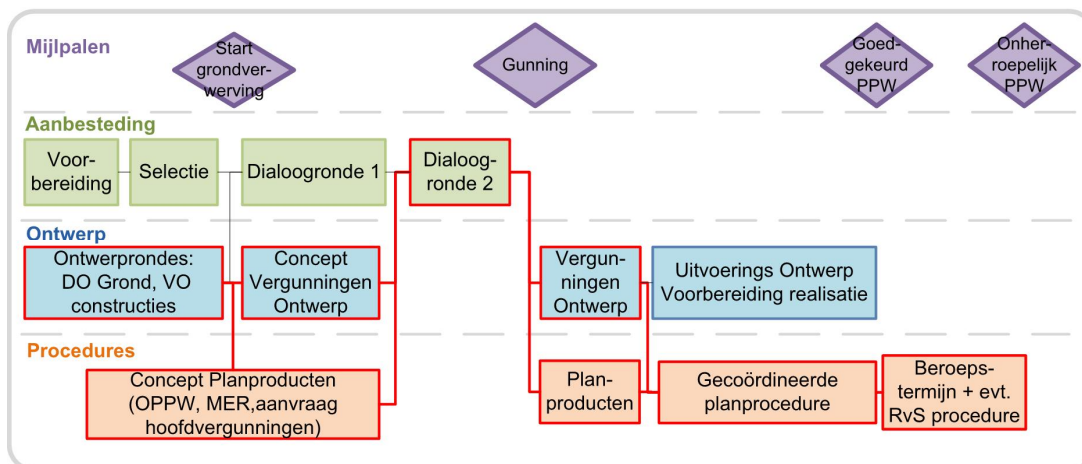 Mijlpalen
Start
grondver-
werving
Gunning
Goed-
gekeurd
PPW
Onher-
roepelijk
PPW
Aanbesteding
Voor-
bereiding
Selectie
Dialoogronde 1
Dialoog-
ronde 2
Ontwerp
Ontwerprondes:
DO Grond, VO
constructies
Concept
Vergunningen
Ontwerp
Vergun-
ningen
Ontwerp
Uitvoerings Ontwerp
Voorbereiding realisatie
Procedures
Concept Planproducten
(OPPW, MER,aanvraag
hoofdvergunningen)
Plan-
producten
Gecoördineerde
planprocedure
Beroeps-
termijn + evt.
RvS procedure